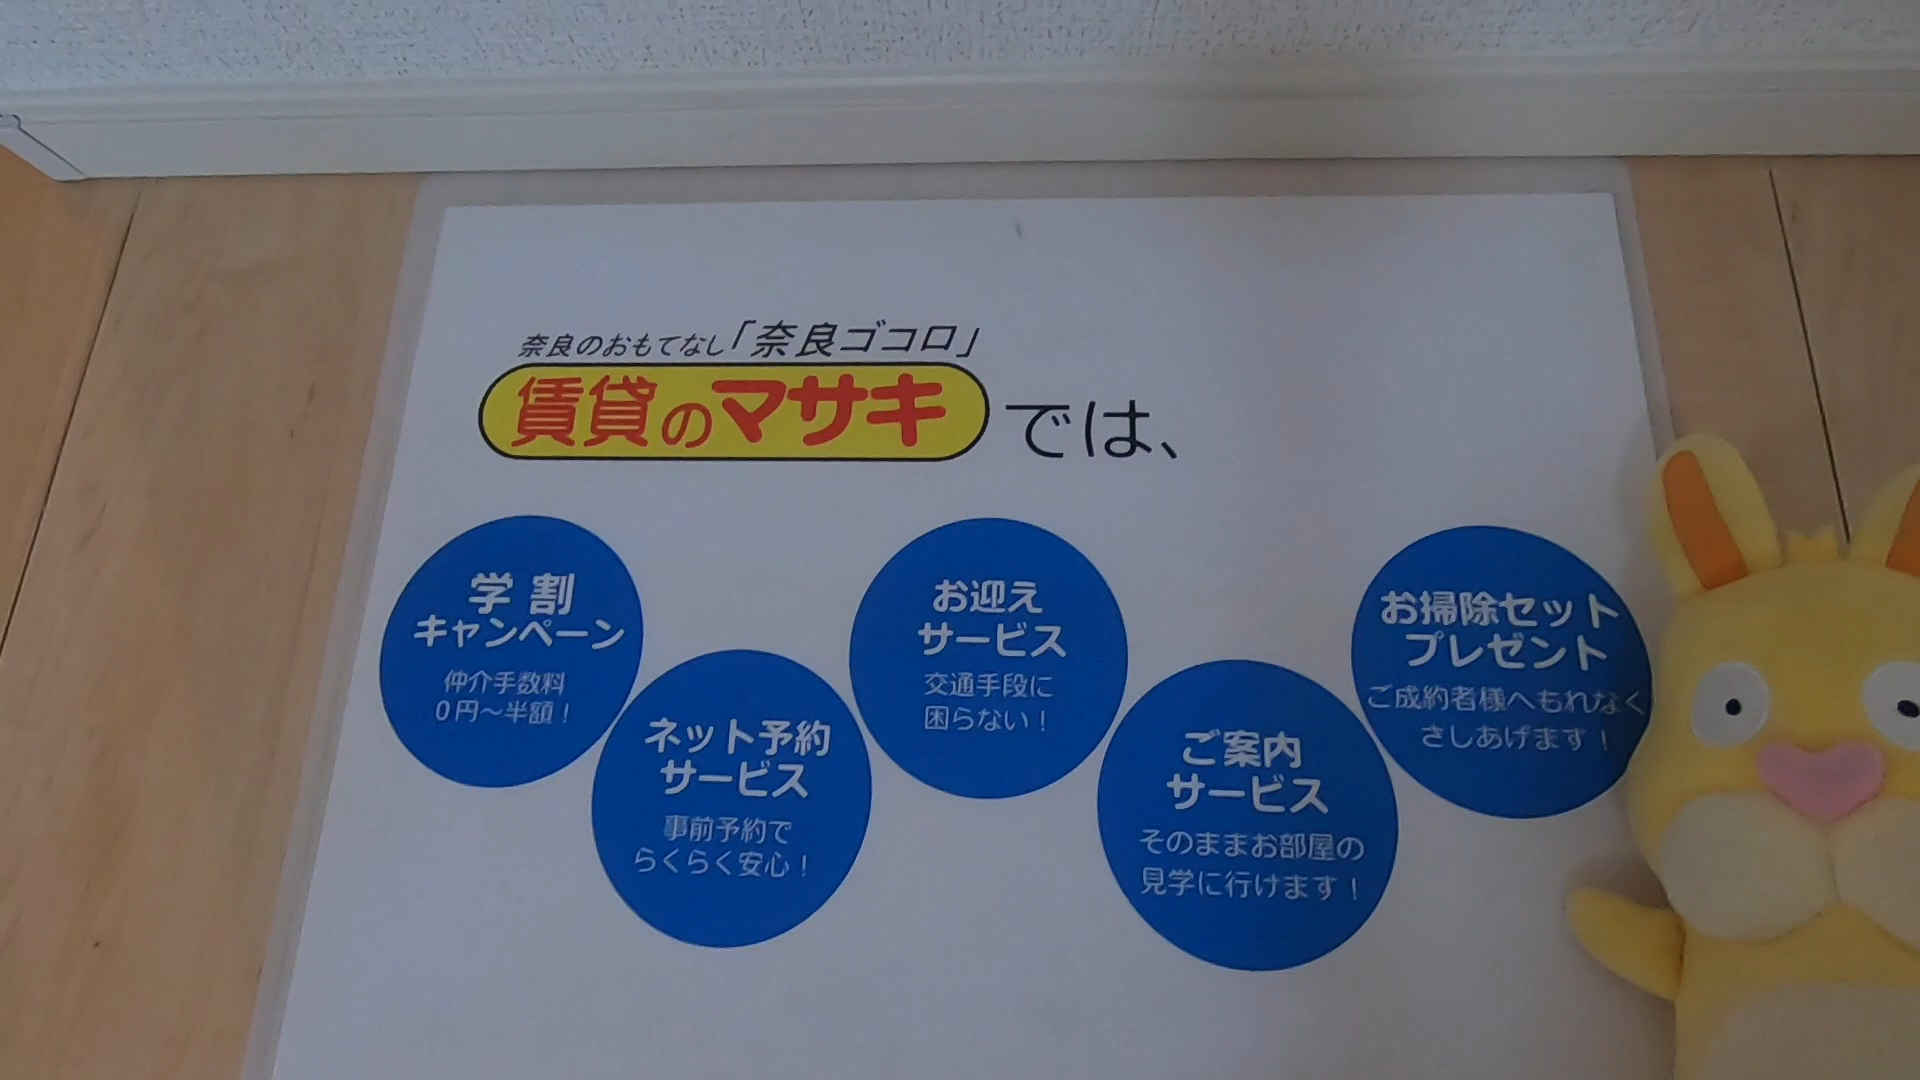 奈良のおもてなし「奈良ゴコロ」
賃貸のマサキでは、
学割
キャンペーン
仲介手数料
0円～半額！
ネット予約
サービス
事前予約で
らくらく安心！
お迎え
サービス
交通手段に
困らない！
ご案内
サービス
そのままお部屋の
見学に行けます！
お掃除セット
プレゼント
ご成約者様へもれなく
さしあげます！